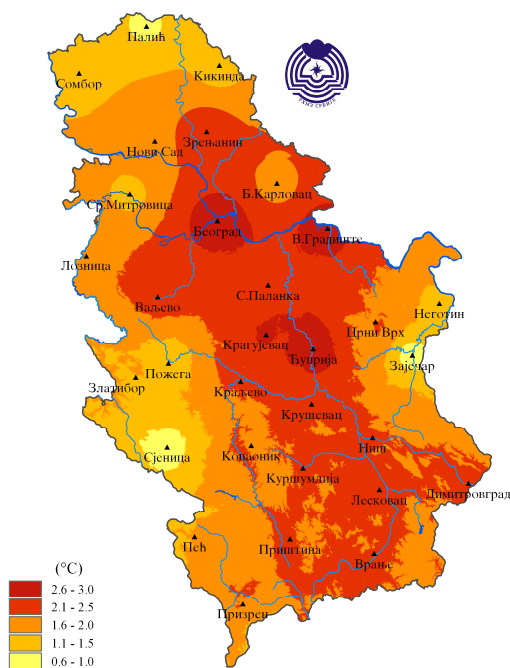 Палић
Сомбор
Кикинда
Зрењанин
Нови Сад
Б.Карловац
Ср.Митровица
Београд
В.Градиште
Лозница
С.Паланка
Ваљево
Неготин
Црни Врх
Крагујевац
Ћуприја
Зајечар
Пожега
Златибор
Краљево
Крушевац
Ниш
Сјеница
Копаоник
Куршумлија
Димитровград
Лесковац
Пећ
Приштина
Врање
Призрен
(°C)
2.6 - 3.0
2.1 - 2.5
1.6 - 2.0
1.1 - 1.5
0.6 - 1.0
РХМЗ СРБИЈЕ